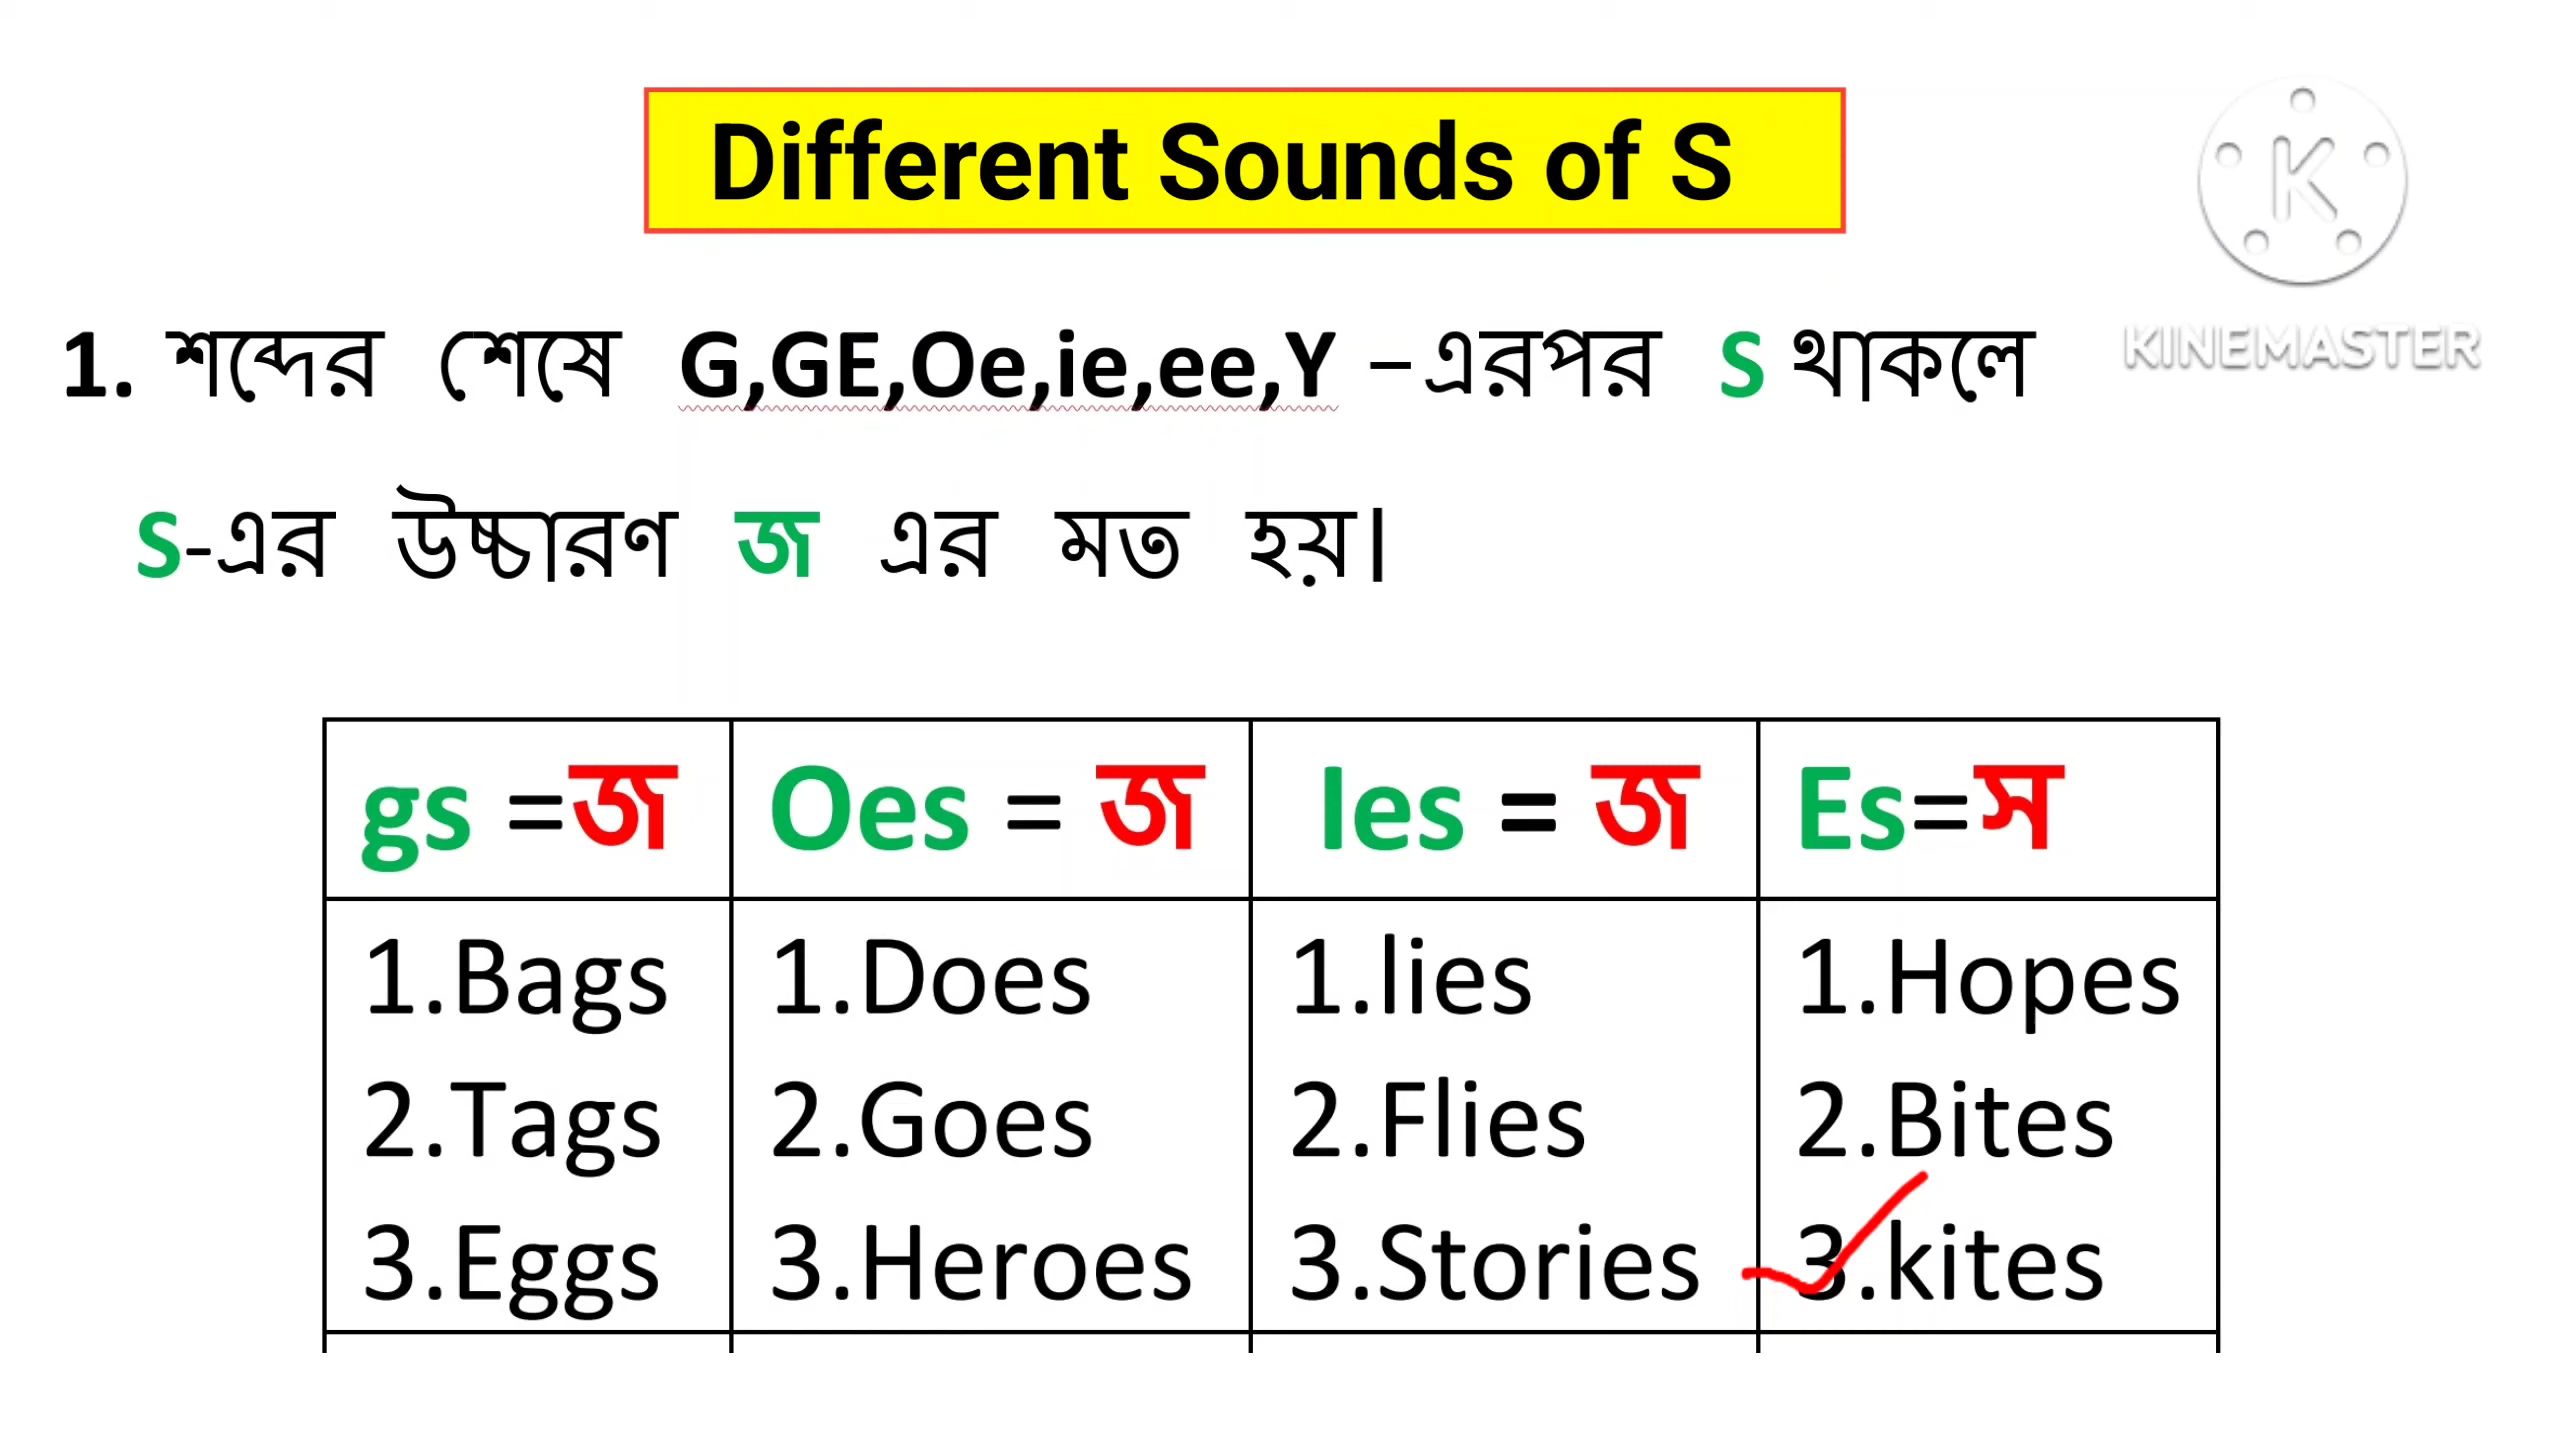 Different Sounds of S
KINEMASTER
1. শব্দের শেষে G,GE,Oe,ie,ee,Y –এরপর S থাকলে
S-এর উচ্চারণ জ এর মত হয়।
gs =জ Oes = জ Ies = জ Es=স
1.Bags 1.Does 1.lies 1.Hopes
2.Tags 2.Goes 2.Flies 2.Bites
3.Eggs 3.Heroes 3.Stories 3.kites